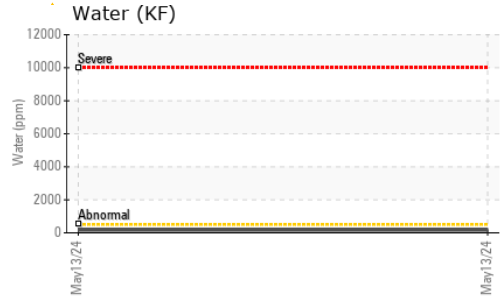 Water (KF)
12000
Severe
10000
8000
6000
Water (ppm)
4000
2000
Abnormal
0
May13/24
May13/24